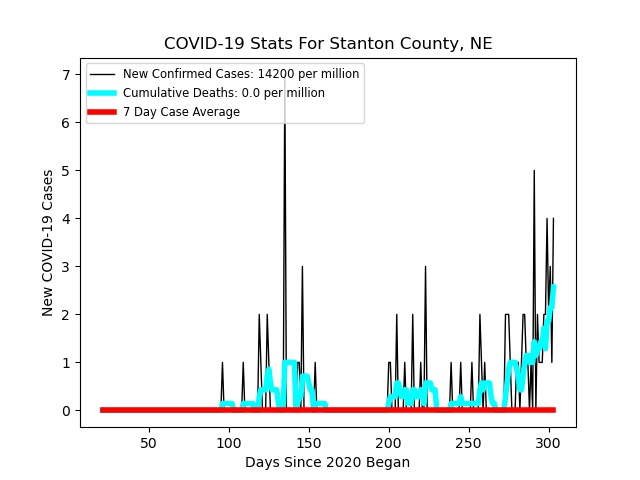 COVID-19 Stats For Stanton County, NE
New Confirmed Cases: 14200 per million
Cumulative Deaths: 0.0 per million
7 Day Case Average
7
6
5
4
3
2
1
0
New COVID-19 Cases
50 100 150 200 250 300
Days Since 2020 Began